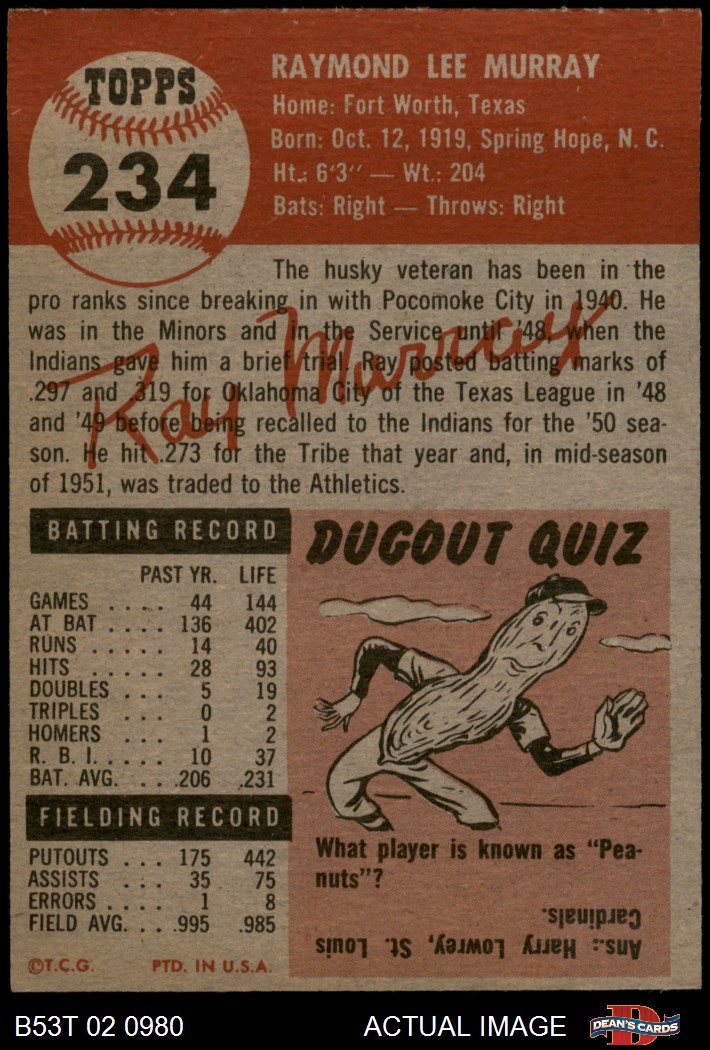 TOPPS
234
RAYMOND LEE MURRAY
Home: Fort Worth, Texas
Born: Oct. 12, 1919, Spring Hope, N. C.
Ht.: 6'3" — Wt.: 204
Bats: Right — Throws: Right
The husky veteran has been in the
pro ranks since breaking in with Pocomoke City in 1940. He
was in the Minors and in the Service until '48, when the
Indians gave him a brief trial. Ray posted batting marks of
.297 and .319 for Oklahoma City of the Texas League in '48
and '49 before being recalled to the Indians for the '50 sea-
son. He hit .273 for the Tribe that year and, in mid-season
of 1951, was traded to the Athletics.
Ray Murray
BATTING RECORD
PAST YR. LIFE
GAMES . . . . 44 144
AT BAT . . . . 136 402
RUNS . . . . . 14 40
HITS . . . . . 28 93
DOUBLES . . . 5 19
TRIPLES . . . 0 2
HOMERS . . . 1 2
R. B. I. . . . . 10 37
BAT. AVG. . . . .206 .231
FIELDING RECORD
PUTOUTS . . . 175 442
ASSISTS . . . 35 75
ERRORS . . . . 1 8
FIELD AVG. . . . .995 .985
©T.C.G. PTD. IN U.S.A.
DUGOUT QUIZ
What player is known as "Pea-
nuts"?
Ans.: Harry Lowrey, St. Louis
Cardinals.
B53T 02 0980 ACTUAL IMAGE
D
DEAN'S CARDS